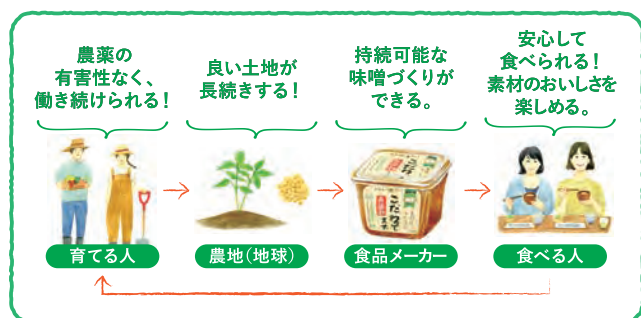 農薬の
有害性なく、
働き続けられる！
良い土地が
長続きする！
持続可能な
味噌づくりが
できる。
安心して
食べられる！
素材のおいしさを
楽しめる。
育てる人
農地（地球）
食品メーカー
食べる人